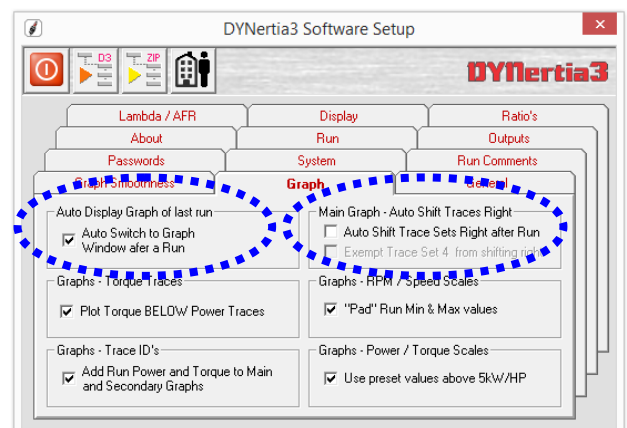 DYNertia3 Software Setup
D3
ZIP
DYNertia3
Lambda / AFR
Display
Ratio's
About
Run
Outputs
Passwords
System
Run Comments
Graph Smoothness
Graph
General
Auto Display Graph of last run
Auto Switch to Graph
Window afer a Run
Main Graph - Auto Shift Traces Right
Auto Shift Trace Sets Right after Run
Exempt Trace Set 4 from shifting right
Graphs - Torque Traces
Plot Torque BELOW Power Traces
Graphs - RPM / Speed Scales
"Pad" Run Min & Max values
Graphs - Trace ID's
Add Run Power and Torque to Main
and Secondary Graphs
Graphs - Power / Torque Scales
Use preset values above 5kW/HP